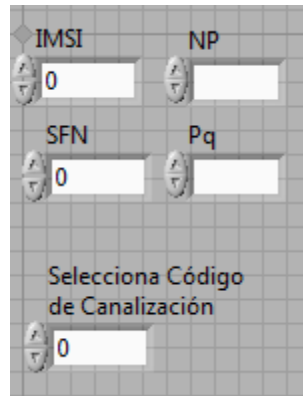 IMSI NP
0
SFN Pq
0
Selecciona Código
de Canalización
0